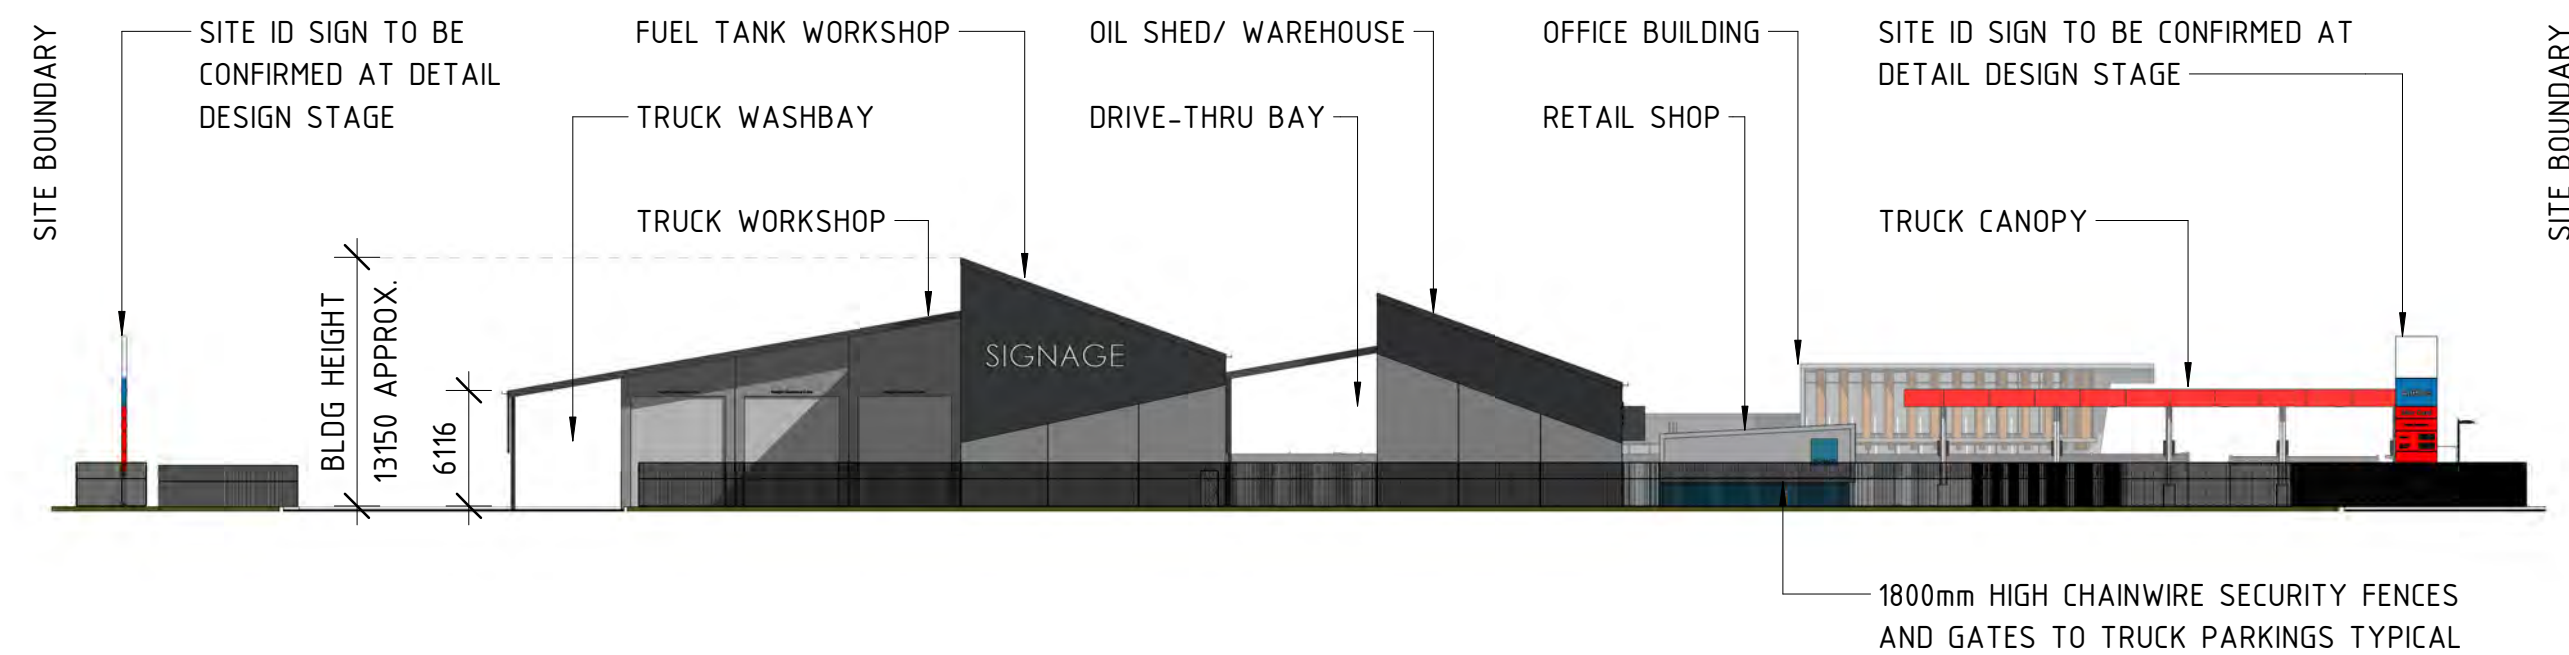 SITE BOUNDARY
SITE ID SIGN TO BE
CONFIRMED AT DETAIL
DESIGN STAGE
FUEL TANK WORKSHOP
TRUCK WASHBAY
TRUCK WORKSHOP
OIL SHED/ WAREHOUSE
DRIVE-THRU BAY
OFFICE BUILDING
RETAIL SHOP
SITE ID SIGN TO BE CONFIRMED AT
DETAIL DESIGN STAGE
TRUCK CANOPY
SITE BOUNDARY
BLDG HEIGHT
13150 APPROX.
6116
SIGNAGE
1800mm HIGH CHAINWIRE SECURITY FENCES
AND GATES TO TRUCK PARKINGS TYPICAL